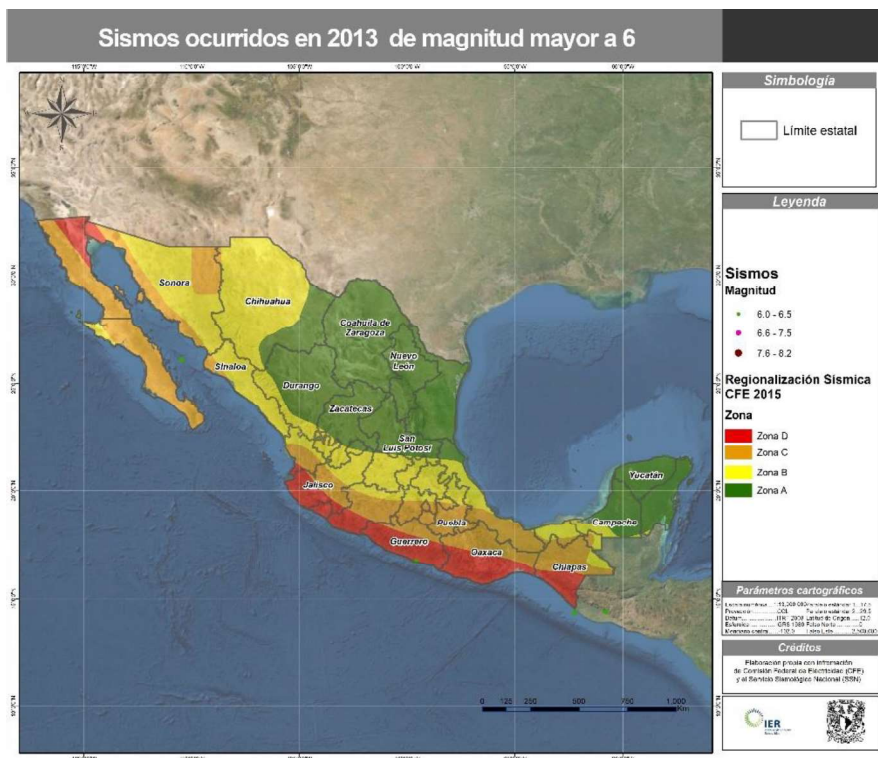 Sismos ocurridos en 2013 de magnitud mayor a 6
Simbología
Límite estatal
Leyenda
Sismos
Magnitud
6.0 - 6.5
6.6 - 7.5
7.6 - 8.2
Regionalización Sísmica
CFE 2015
Zona
Zona D
Zona C
Zona B
Zona A
Sonora
Chihuahua
Coahuila de
Zaragoza
Nuevo
León
Sinaloa
Durango
Zacatecas
San
Luis Potosí
Jalisco
Puebla
Guerrero
Oaxaca
Chiapas
Campeche
Yucatán
0 125 250 500 750 1,000
Km
Parámetros cartográficos
Créditos
Elaboración propia con información
de Comisión Federal de Electricidad (CFE)
y el Servicio Sismológico Nacional (SSN)
IER